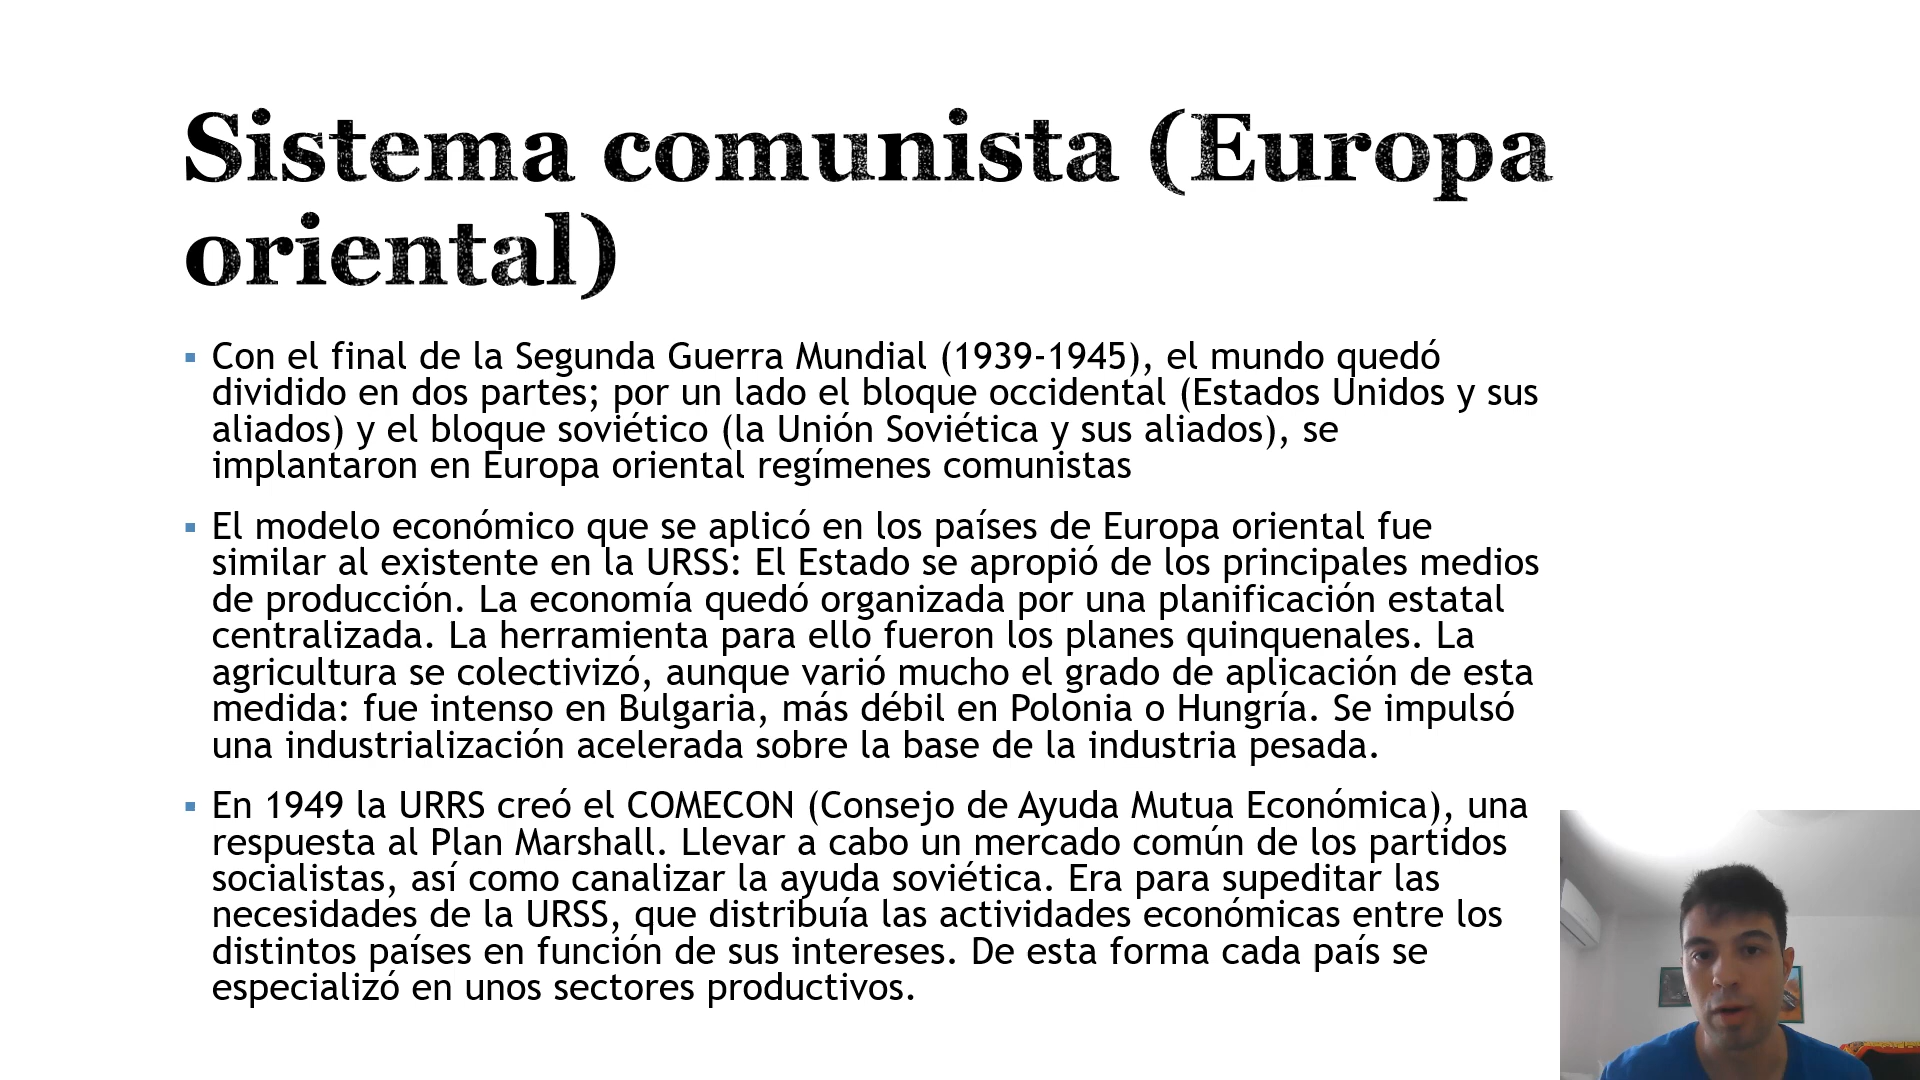 Sistema comunista (Europa
oriental)
▪ Con el final de la Segunda Guerra Mundial (1939-1945), el mundo quedó
dividido en dos partes; por un lado el bloque occidental (Estados Unidos y sus
aliados) y el bloque soviético (la Unión Soviética y sus aliados), se
implantaron en Europa oriental regímenes comunistas
▪ El modelo económico que se aplicó en los países de Europa oriental fue
similar al existente en la URSS: El Estado se apropió de los principales medios
de producción. La economía quedó organizada por una planificación estatal
centralizada. La herramienta para ello fueron los planes quinquenales. La
agricultura se colectivizó, aunque varió mucho el grado de aplicación de esta
medida: fue intenso en Bulgaria, más débil en Polonia o Hungría. Se impulsó
una industrialización acelerada sobre la base de la industria pesada.
▪ En 1949 la URRS creó el COMECON (Consejo de Ayuda Mutua Económica), una
respuesta al Plan Marshall. Llevar a cabo un mercado común de los partidos
socialistas, así como canalizar la ayuda soviética. Era para supeditar las
necesidades de la URSS, que distribuía las actividades económicas entre los
distintos países en función de sus intereses. De esta forma cada país se
especializó en unos sectores productivos.